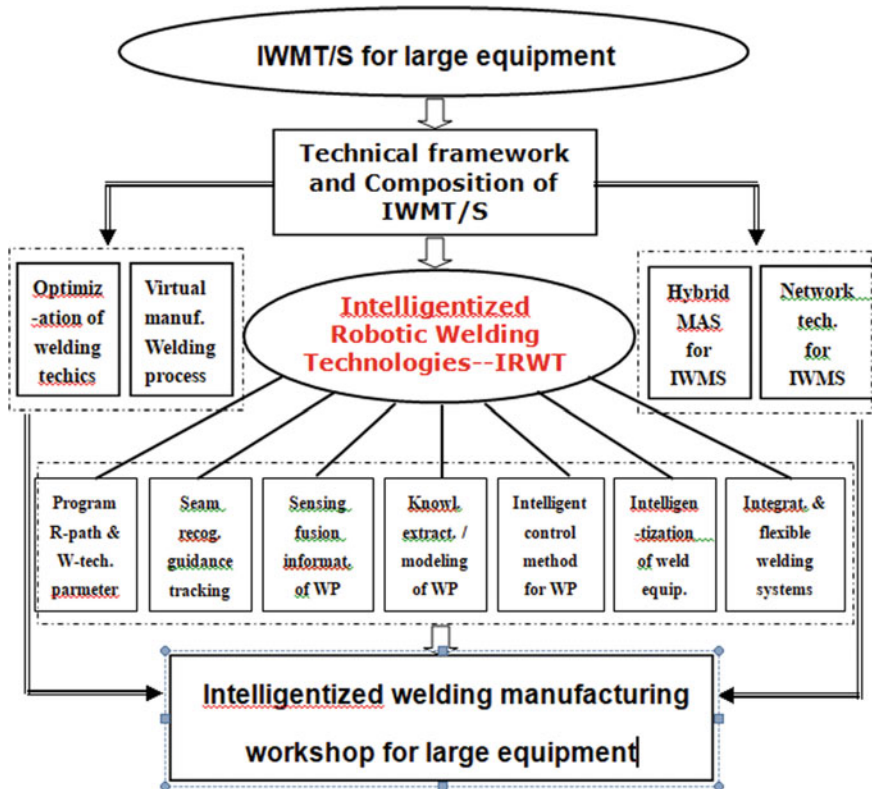 IWMT/S for large equipment
Technical framework
and Composition of
IWMT/S
Optimiz
-ation of
welding
techics
Virtual
manuf.
Welding
process
Intelligentized
Robotic Welding
Technologies--IRWT
Hybrid
MAS
for
IWMS
Network
tech.
for
IWMS
Program
R-path &
W-tech.
parmeter
Seam
recog.
guidance
tracking
Sensing
fusion
informat.
of WP
Knowl.
extract. /
modeling
of WP
Intelligent
control
method
for WP
Intelligen
-tization
of weld
equip.
Integrat. &
flexible
welding
systems
Intelligentized welding manufacturing
workshop for large equipment